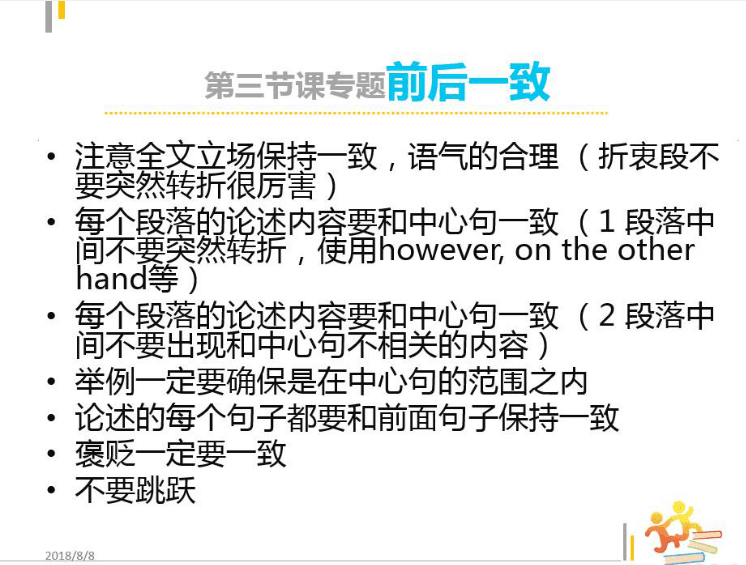 第三节课专题前后一致
• 注意全文立场保持一致，语气的合理 （折衷段不
要突然转折很厉害）
• 每个段落的论述内容要和中心句一致 （1 段落中
间不要突然转折，使用however, on the other
hand等）
• 每个段落的论述内容要和中心句一致 （2 段落中
间不要出现和中心句不相关的内容）
• 举例一定要确保是在中心句的范围之内
• 论述的每个句子都要和前面句子保持一致
• 褒贬一定要一致
• 不要跳跃
2018/8/8